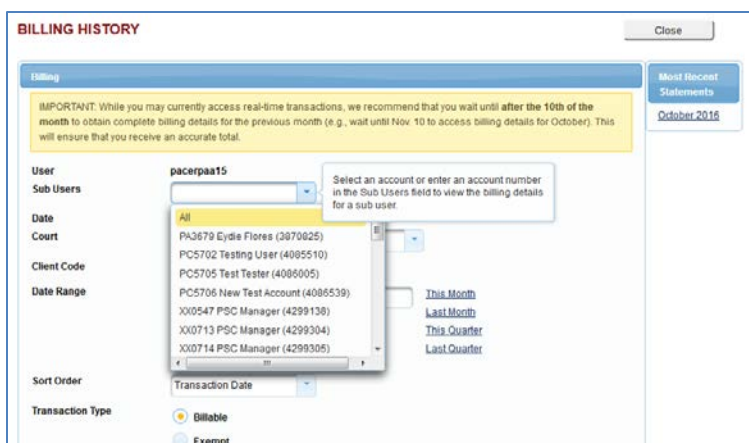 BILLING HISTORY
Close
Billing
IMPORTANT: While you may currently access real-time transactions, we recommend that you wait until after the 10th of the
month to obtain complete billing details for the previous month (e.g., wait until Nov. 10 to access billing details for October). This
will ensure that you receive an accurate total.
Most Recent
Statements
October 2016
User pacerpaa15
Sub Users
Select an account or enter an account number
in the Sub Users field to view the billing details
for a sub user.
Date
Court
Client Code
Date Range
All
PA3679 Eydie Flores (3870825)
PC5702 Testing User (4085510)
PC5705 Test Tester (4086005)
PC5706 New Test Account (4086539)
XX0547 PSC Manager (4299138)
XX0713 PSC Manager (4299304)
XX0714 PSC Manager (4299305)
This Month
Last Month
This Quarter
Last Quarter
Sort Order Transaction Date
Transaction Type Billable
Exempt